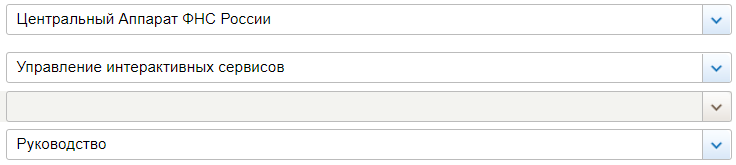 Центральный Аппарат ФНС России
Управление интерактивных сервисов
Руководство